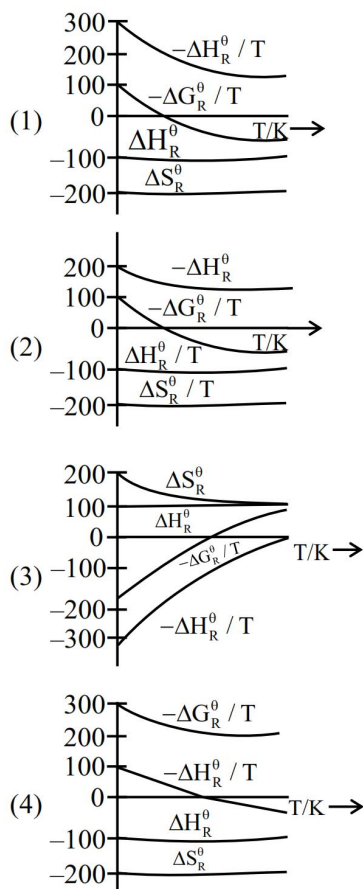 (1)
300
200
100
0
–100
–200
−ΔH_R^θ / T
−ΔG_R^θ / T
T/K
ΔH_R^θ
ΔS_R^θ
(2)
200
100
0
–100
–200
−ΔH_R^θ
−ΔG_R^θ / T
T/K
ΔH_R^θ / T
ΔS_R^θ / T
(3)
200
100
0
–100
–200
–300
ΔS_R^θ
ΔH_R^θ
−ΔG_R^θ / T
T/K
−ΔH_R^θ / T
(4)
300
200
100
0
–100
–200
−ΔG_R^θ / T
−ΔH_R^θ / T
T/K
ΔH_R^θ
ΔS_R^θ